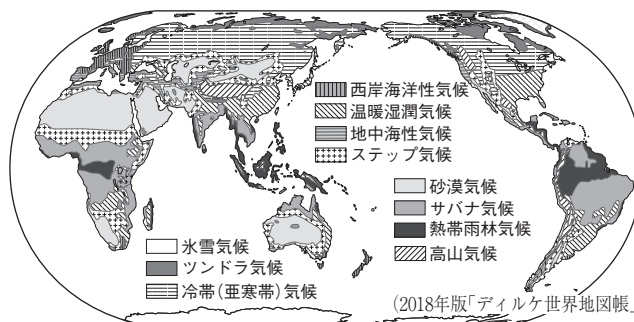 西岸海洋性気候
温暖湿潤気候
地中海性気候
ステップ気候
砂漠気候
サバナ気候
熱帯雨林気候
高山気候
氷雪気候
ツンドラ気候
冷帯(亜寒帯)気候
(2018年版「ディルケ世界地図帳」